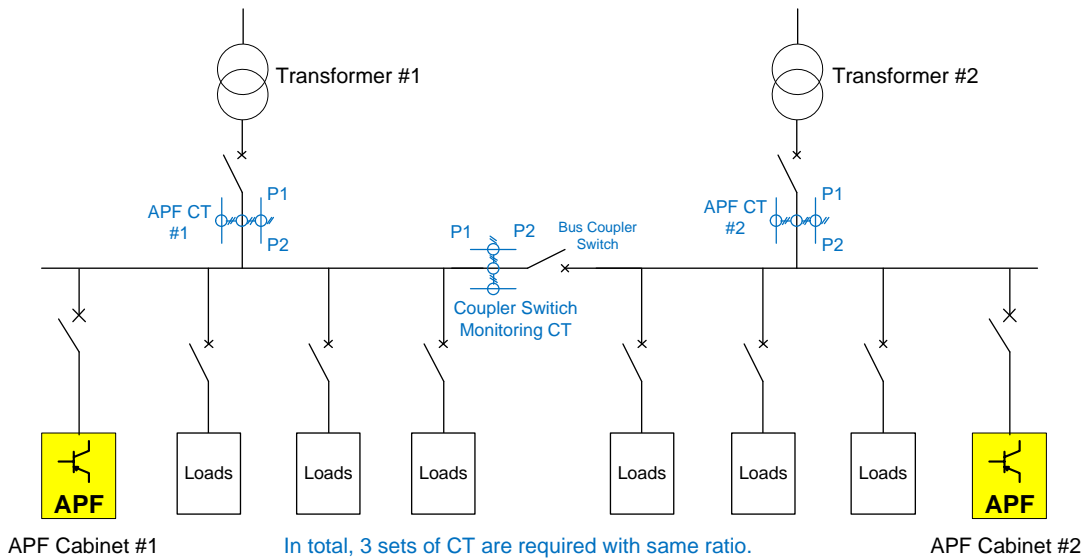 Transformer #1
Transformer #2
APF CT
#1
P1
P2
P1
P2
Bus Coupler
Switch
APF CT
#2
P1
P2
Coupler Switich
Monitoring CT
APF
Loads
Loads
Loads
Loads
Loads
Loads
APF
APF Cabinet #1
In total, 3 sets of CT are required with same ratio.
APF Cabinet #2